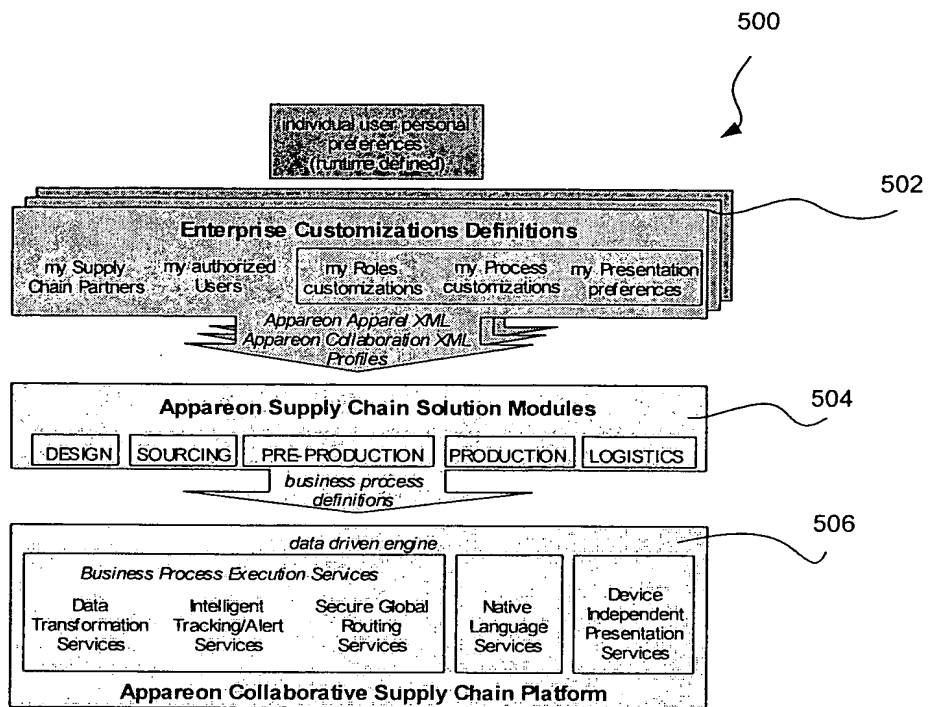 500
individual user personal
preferences
(runtime defined)
502
Enterprise Customizations Definitions
my Supply
Chain Partners
my authorized
Users
my Roles
customizations
my Process
customizations
my Presentation
preferences
Appareon Apparel XML
Appareon Collaboration XML
Profiles
504
Appareon Supply Chain Solution Modules
DESIGN
SOURCING
PRE-PRODUCTION
PRODUCTION
LOGISTICS
business process
definitions
506
data driven engine
Business Process Execution Services
Data
Transformation
Services
Intelligent
Tracking/Alert
Services
Secure Global
Routing
Services
Native
Language
Services
Device
Independent
Presentation
Services
Appareon Collaborative Supply Chain Platform